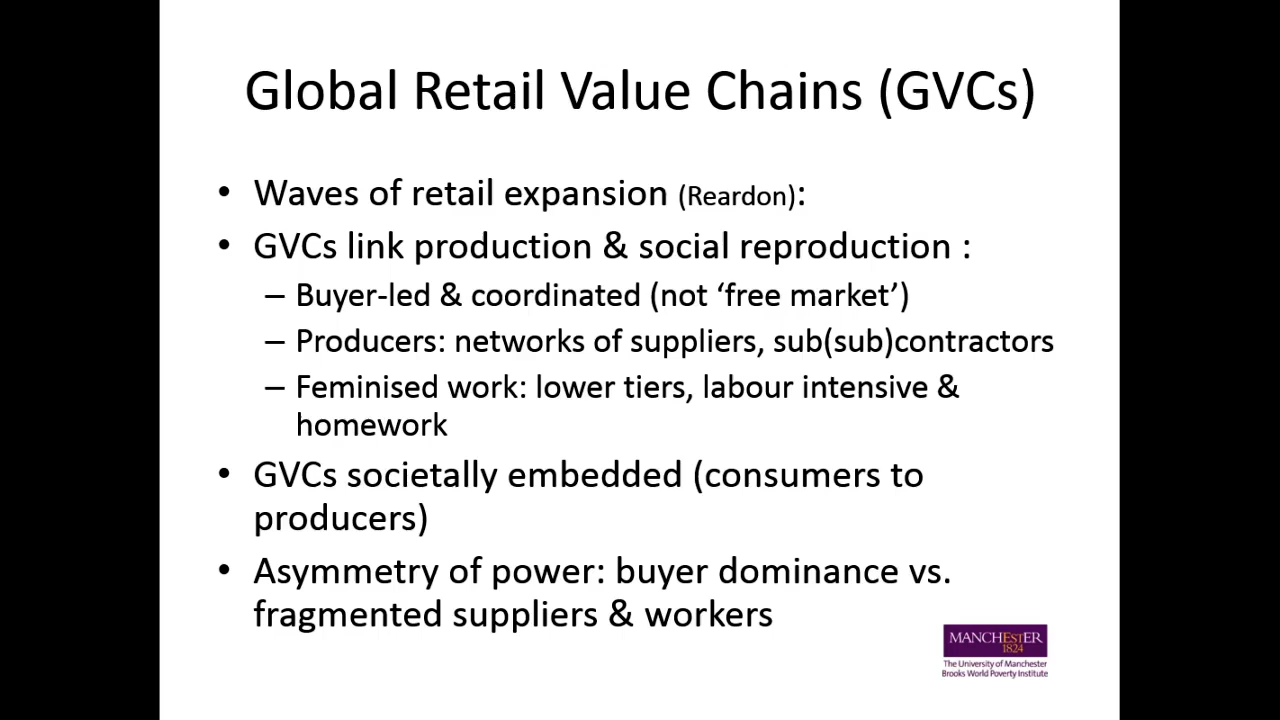 Global Retail Value Chains (GVCs)
• Waves of retail expansion (Reardon):
• GVCs link production & social reproduction :
– Buyer-led & coordinated (not ‘free market’)
– Producers: networks of suppliers, sub(sub)contractors
– Feminised work: lower tiers, labour intensive &
homework
• GVCs societally embedded (consumers to
producers)
• Asymmetry of power: buyer dominance vs.
fragmented suppliers & workers
MANCHESTER
1824
The University of Manchester
Brooks World Poverty Institute